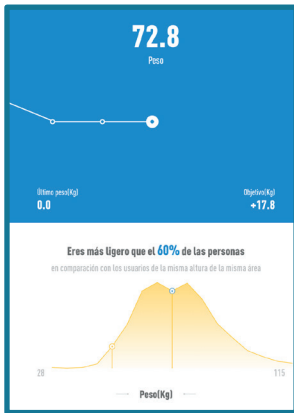 72.8
Peso
Último peso(Kg) Objetivo(Kg)
0.0 +17.8
Eres más ligero que el 60% de las personas
en comparación con los usuarios de la misma altura de la misma área
28 115
Peso(Kg)